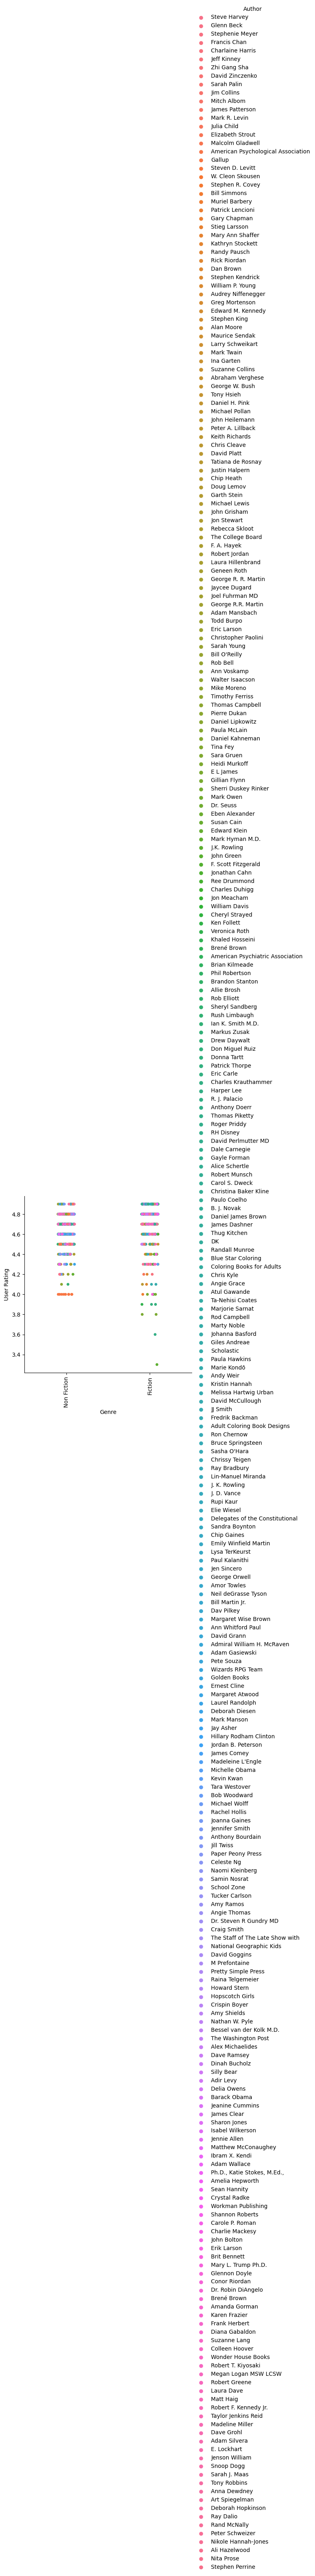 Author
Steve Harvey
Glenn Beck
Stephenie Meyer
Francis Chan
Charlaine Harris
Jeff Kinney
Zhi Gang Sha
David Zinczenko
Sarah Palin
Jim Collins
Mitch Albom
James Patterson
Mark R. Levin
Julia Child
Elizabeth Strout
Malcolm Gladwell
American Psychological Association
Gallup
Steven D. Levitt
W. Cleon Skousen
Stephen R. Covey
Bill Simmons
Muriel Barbery
Patrick Lencioni
Gary Chapman
Stieg Larsson
Mary Ann Shaffer
Kathryn Stockett
Randy Pausch
Rick Riordan
Dan Brown
Stephen Kendrick
William P. Young
Audrey Niffenegger
Greg Mortenson
Edward M. Kennedy
Stephen King
Alan Moore
Maurice Sendak
Larry Schweikart
Mark Twain
Ina Garten
Suzanne Collins
Abraham Verghese
George W. Bush
Tony Hsieh
Daniel H. Pink
Michael Pollan
John Heilemann
Peter A. Lillback
Keith Richards
Chris Cleave
David Platt
Tatiana de Rosnay
Justin Halpern
Chip Heath
Doug Lemov
Garth Stein
Michael Lewis
John Grisham
Jon Stewart
Rebecca Skloot
The College Board
F. A. Hayek
Robert Jordan
Laura Hillenbrand
Geneen Roth
George R. R. Martin
Jaycee Dugard
Joel Fuhrman MD
George R.R. Martin
Adam Mansbach
Todd Burpo
Eric Larson
Christopher Paolini
Sarah Young
Bill O'Reilly
Rob Bell
Ann Voskamp
Walter Isaacson
Mike Moreno
Timothy Ferriss
Thomas Campbell
Pierre Dukan
Daniel Lipkowitz
Paula McLain
Daniel Kahneman
Tina Fey
Sara Gruen
Heidi Murkoff
E L James
Gillian Flynn
Sherri Duskey Rinker
Mark Owen
Dr. Seuss
Eben Alexander
Susan Cain
Edward Klein
Mark Hyman M.D.
J.K. Rowling
John Green
F. Scott Fitzgerald
Jonathan Cahn
Ree Drummond
Charles Duhigg
Jon Meacham
William Davis
Cheryl Strayed
Ken Follett
Veronica Roth
Khaled Hosseini
Brené Brown
American Psychiatric Association
Brian Kilmeade
Phil Robertson
Brandon Stanton
Allie Brosh
Rob Elliott
Sheryl Sandberg
Rush Limbaugh
Ian K. Smith M.D.
Markus Zusak
Drew Daywalt
Don Miguel Ruiz
Donna Tartt
Patrick Thorpe
Eric Carle
Charles Krauthammer
Harper Lee
R. J. Palacio
Anthony Doerr
Thomas Piketty
Roger Priddy
RH Disney
David Perlmutter MD
Dale Carnegie
Gayle Forman
Alice Schertle
Robert Munsch
Carol S. Dweck
Christina Baker Kline
Paulo Coelho
B. J. Novak
Daniel James Brown
James Dashner
Thug Kitchen
DK
Randall Munroe
Blue Star Coloring
Coloring Books for Adults
Chris Kyle
Angie Grace
Atul Gawande
Ta-Nehisi Coates
Marjorie Sarnat
Rod Campbell
Marty Noble
Johanna Basford
Giles Andreae
Scholastic
Paula Hawkins
Marie Kondō
Andy Weir
Kristin Hannah
Melissa Hartwig Urban
David McCullough
JJ Smith
Fredrik Backman
Adult Coloring Book Designs
Ron Chernow
Bruce Springsteen
Sasha O'Hara
Chrissy Teigen
Ray Bradbury
Lin-Manuel Miranda
J. K. Rowling
J. D. Vance
Rupi Kaur
Elie Wiesel
Delegates of the Constitutional
Sandra Boynton
Chip Gaines
Emily Winfield Martin
Lysa TerKeurst
Paul Kalanithi
Jen Sincero
George Orwell
Amor Towles
Neil deGrasse Tyson
Bill Martin Jr.
Dav Pilkey
Margaret Wise Brown
Ann Whitford Paul
David Grann
Admiral William H. McRaven
Adam Gasiewski
Pete Souza
Wizards RPG Team
Golden Books
Ernest Cline
Margaret Atwood
Laurel Randolph
Deborah Diesen
Mark Manson
Jay Asher
Hillary Rodham Clinton
Jordan B. Peterson
James Comey
Madeleine L'Engle
Michelle Obama
Kevin Kwan
Tara Westover
Bob Woodward
Michael Wolff
Rachel Hollis
Joanna Gaines
Jennifer Smith
Anthony Bourdain
Jill Twiss
Paper Peony Press
Celeste Ng
Naomi Kleinberg
Samin Nosrat
School Zone
Tucker Carlson
Amy Ramos
Angie Thomas
Dr. Steven R Gundry MD
Craig Smith
The Staff of The Late Show with
National Geographic Kids
David Goggins
M Prefontaine
Pretty Simple Press
Raina Telgemeier
Howard Stern
Hopscotch Girls
Crispin Boyer
Amy Shields
Nathan W. Pyle
Bessel van der Kolk M.D.
The Washington Post
Alex Michaelides
Dave Ramsey
Dinah Bucholz
Silly Bear
Adir Levy
Delia Owens
Barack Obama
Jeanine Cummins
James Clear
Sharon Jones
Isabel Wilkerson
Jennie Allen
Matthew McConaughey
Ibram X. Kendi
Adam Wallace
Ph.D., Katie Stokes, M.Ed.,
Amelia Hepworth
Sean Hannity
Crystal Radke
Workman Publishing
Shannon Roberts
Carole P. Roman
Charlie Mackesy
John Bolton
Erik Larson
Brit Bennett
Mary L. Trump Ph.D.
Glennon Doyle
Conor Riordan
Dr. Robin DiAngelo
Brené Brown
Amanda Gorman
Karen Frazier
Frank Herbert
Diana Gabaldon
Suzanne Lang
Colleen Hoover
Wonder House Books
Robert T. Kiyosaki
Megan Logan MSW LCSW
Robert Greene
Laura Dave
Matt Haig
Robert F. Kennedy Jr.
Taylor Jenkins Reid
Madeline Miller
Dave Grohl
Adam Silvera
E. Lockhart
Jenson William
Snoop Dogg
Sarah J. Maas
Tony Robbins
Anna Dewdney
Art Spiegelman
Deborah Hopkinson
Ray Dalio
Rand McNally
Peter Schweizer
Nikole Hannah-Jones
Ali Hazelwood
Nita Prose
Stephen Perrine
User Rating
4.8
4.6
4.4
4.2
4.0
3.8
3.6
3.4
Non Fiction
Fiction
Genre